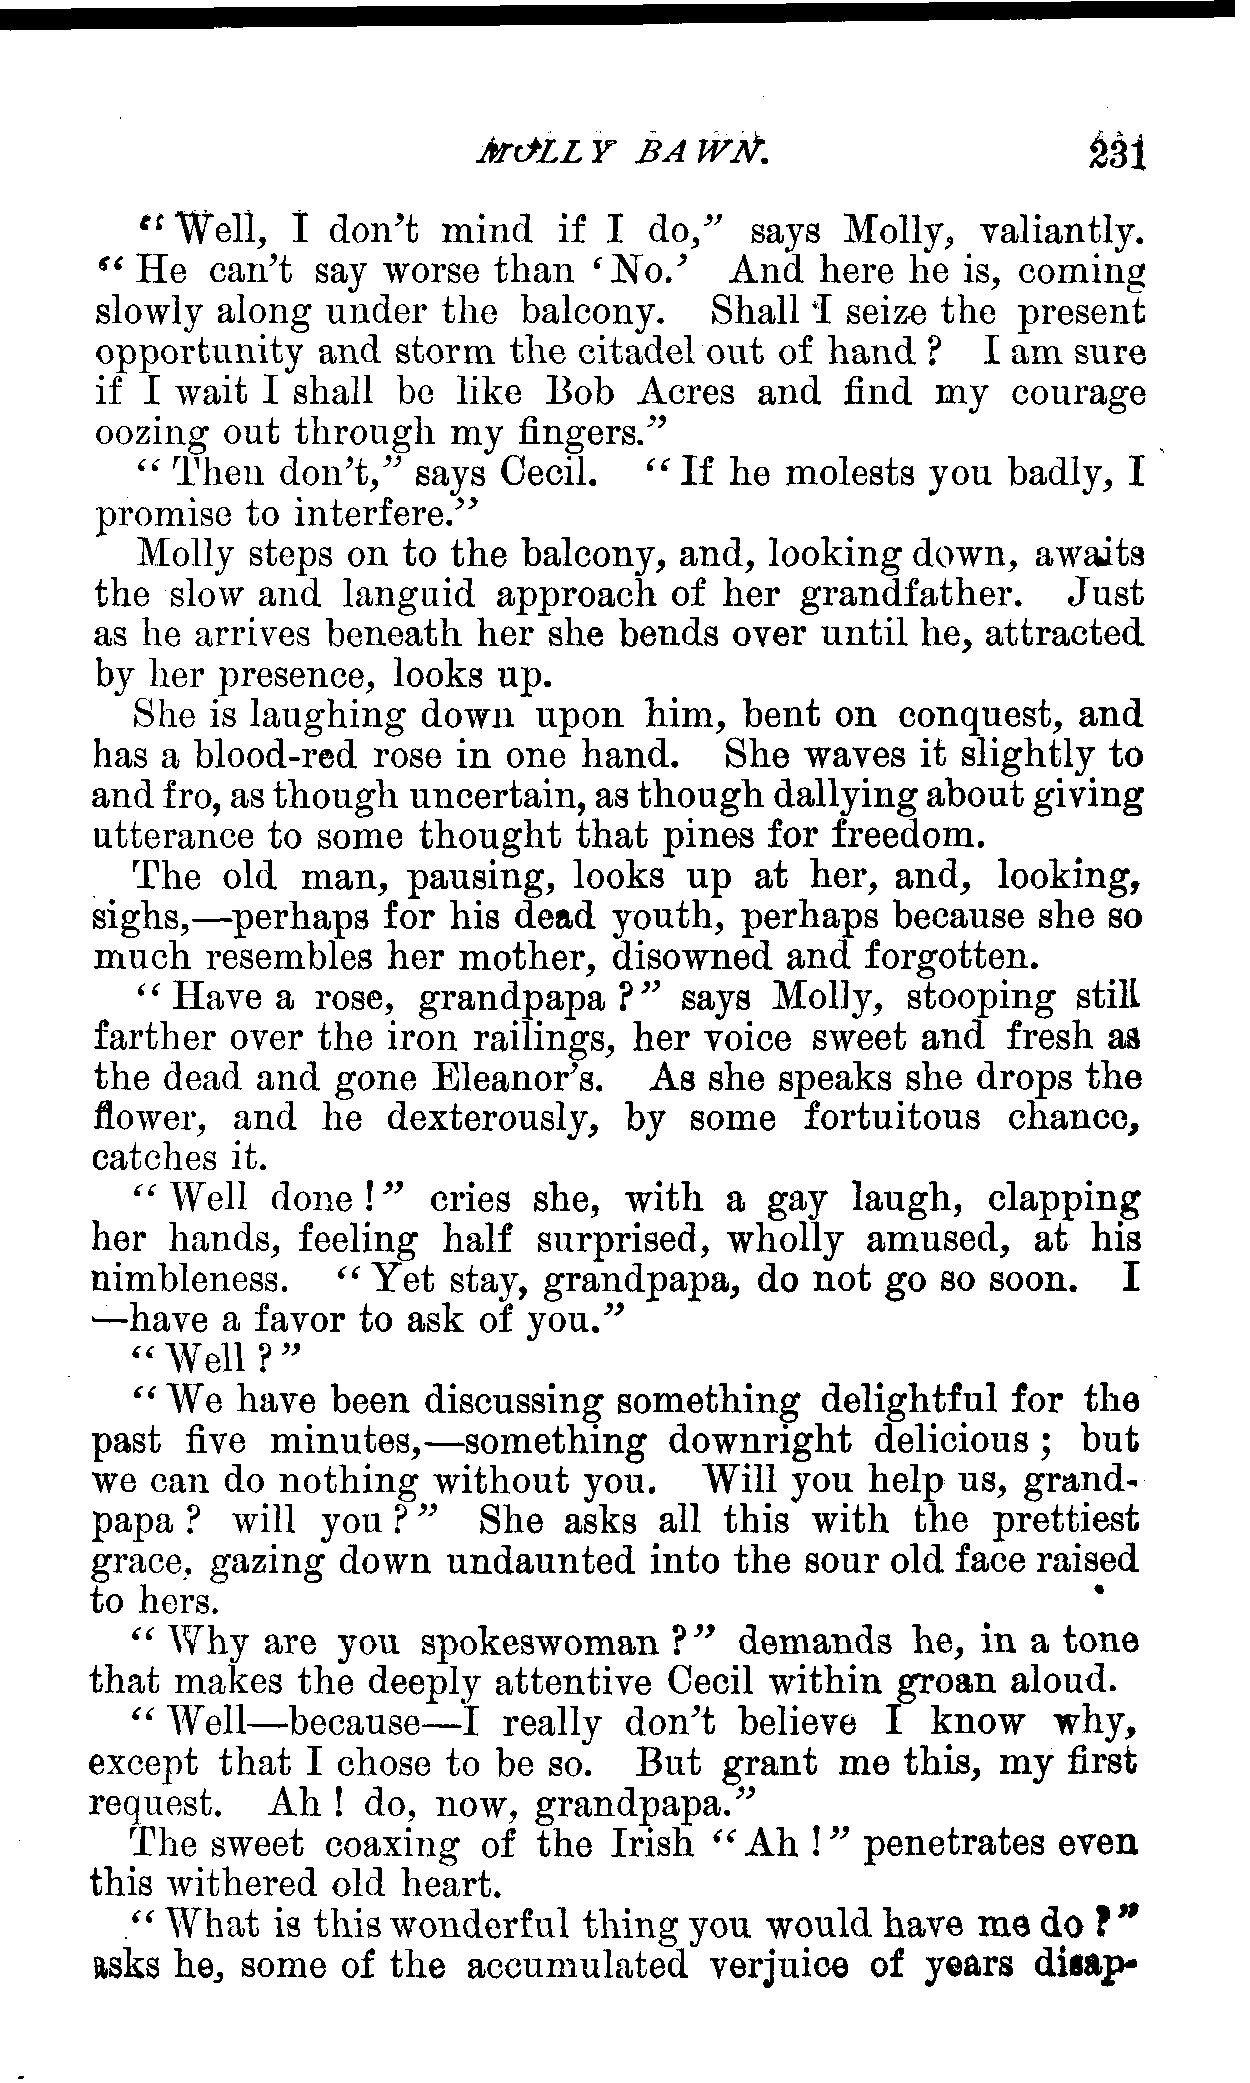 MOLLY BAWN. 231
"Well, I don't mind if I do," says Molly, valiantly.
"He can't say worse than 'No.' And here he is, coming
slowly along under the balcony. Shall I seize the present
opportunity and storm the citadel out of hand? I am sure
if I wait I shall be like Bob Acres and find my courage
oozing out through my fingers."
"Then don't," says Cecil. "If he molests you badly, I
promise to interfere."
Molly steps on to the balcony, and, looking down, awaits
the slow and languid approach of her grandfather. Just
as he arrives beneath her she bends over until he, attracted
by her presence, looks up.
She is laughing down upon him, bent on conquest, and
has a blood-red rose in one hand. She waves it slightly to
and fro, as though uncertain, as though dallying about giving
utterance to some thought that pines for freedom.
The old man, pausing, looks up at her, and, looking,
sighs,—perhaps for his dead youth, perhaps because she so
much resembles her mother, disowned and forgotten.
"Have a rose, grandpapa?" says Molly, stooping still
farther over the iron railings, her voice sweet and fresh as
the dead and gone Eleanor's. As she speaks she drops the
flower, and he dexterously, by some fortuitous chance,
catches it.
"Well done!" cries she, with a gay laugh, clapping
her hands, feeling half surprised, wholly amused, at his
nimbleness. "Yet stay, grandpapa, do not go so soon. I
—have a favor to ask of you."
"Well?"
"We have been discussing something delightful for the
past five minutes,—something downright delicious; but
we can do nothing without you. Will you help us, grand-
papa? will you?" She asks all this with the prettiest
grace, gazing down undaunted into the sour old face raised
to hers.
"Why are you spokeswoman?" demands he, in a tone
that makes the deeply attentive Cecil within groan aloud.
"Well—because—I really don't believe I know why,
except that I chose to be so. But grant me this, my first
request. Ah! do, now, grandpapa."
The sweet coaxing of the Irish "Ah!" penetrates even
this withered old heart.
"What is this wonderful thing you would have me do?"
asks he, some of the accumulated verjuice of years disap-